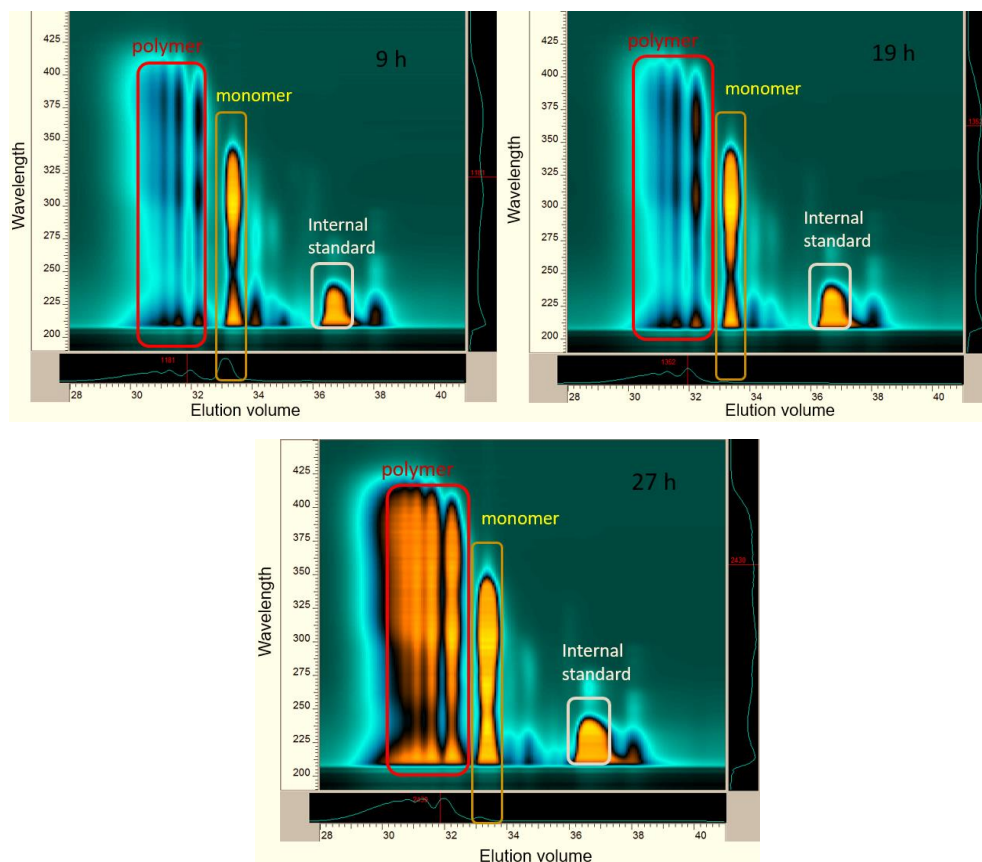 425
400
375
350
325
300
275
250
225
200
Wavelength
polymer
9 h
monomer
Internal
standard
28 30 32 34 36 38 40
Elution volume
425
400
375
350
325
300
275
250
225
200
Wavelength
polymer
19 h
monomer
Internal
standard
28 30 32 34 36 38 40
Elution volume
425
400
375
350
325
300
275
250
225
200
Wavelength
polymer
27 h
monomer
Internal
standard
28 30 32 34 36 38 40
Elution volume